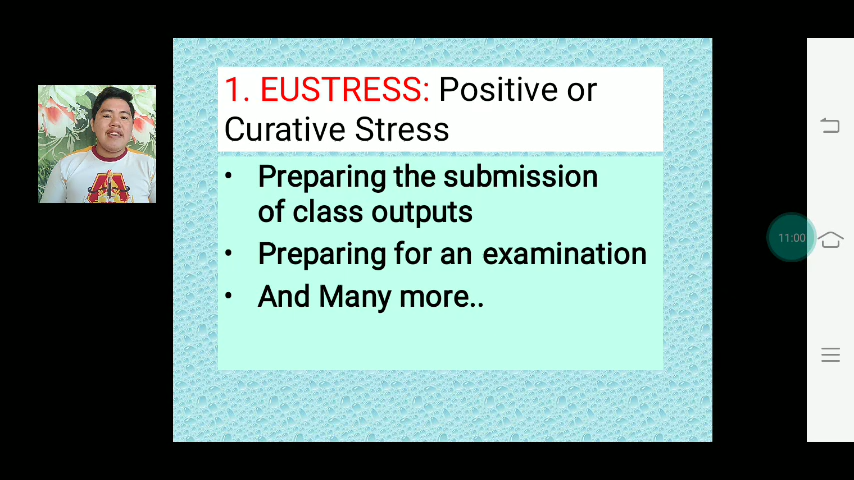 1. EUSTRESS: Positive or
Curative Stress
• Preparing the submission
of class outputs
• Preparing for an examination
• And Many more..
11:00